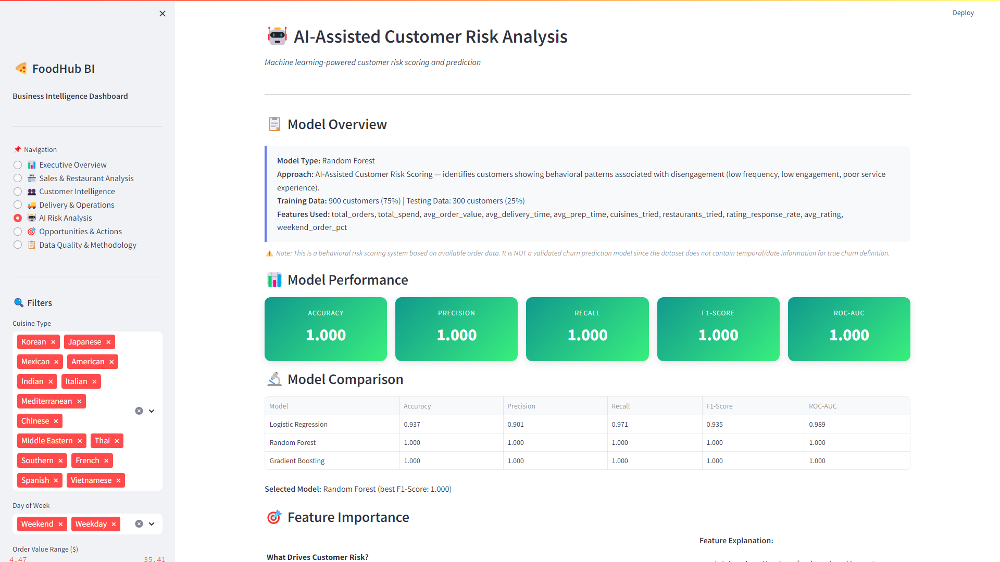 Deploy
🍕 FoodHub BI
Business Intelligence Dashboard
📌 Navigation
📊 Executive Overview
🏪 Sales & Restaurant Analysis
👥 Customer Intelligence
🚚 Delivery & Operations
🤖 AI Risk Analysis
🎯 Opportunities & Actions
📋 Data Quality & Methodology
🔍 Filters
Cuisine Type
Korean × Japanese ×
Mexican × American ×
Indian × Italian ×
Mediterranean ×
Chinese ×
Middle Eastern × Thai ×
Southern × French ×
Spanish × Vietnamese ×
Day of Week
Weekend × Weekday ×
Order Value Range ($)
4.47 35.41
🤖 AI-Assisted Customer Risk Analysis
Machine learning-powered customer risk scoring and prediction
📋 Model Overview
Model Type: Random Forest
Approach: AI-Assisted Customer Risk Scoring — identifies customers showing behavioral patterns associated with disengagement (low frequency, low engagement, poor service
experience).
Training Data: 900 customers (75%) | Testing Data: 300 customers (25%)
Features Used: total_orders, total_spend, avg_order_value, avg_delivery_time, avg_prep_time, cuisines_tried, restaurants_tried, rating_response_rate, avg_rating,
weekend_order_pct
⚠️ Note: This is a behavioral risk scoring system based on available order data. It is NOT a validated churn prediction model since the dataset does not contain temporal/date information for true churn definition.
📊 Model Performance
ACCURACY PRECISION RECALL F1-SCORE ROC-AUC
1.000 1.000 1.000 1.000 1.000
🔬 Model Comparison
Model Accuracy Precision Recall F1-Score ROC-AUC
Logistic Regression 0.937 0.901 0.971 0.935 0.989
Random Forest 1.000 1.000 1.000 1.000 1.000
Gradient Boosting 1.000 1.000 1.000 1.000 1.000
Selected Model: Random Forest (best F1-Score: 1.000)
🎯 Feature Importance
What Drives Customer Risk?
Feature Explanation: